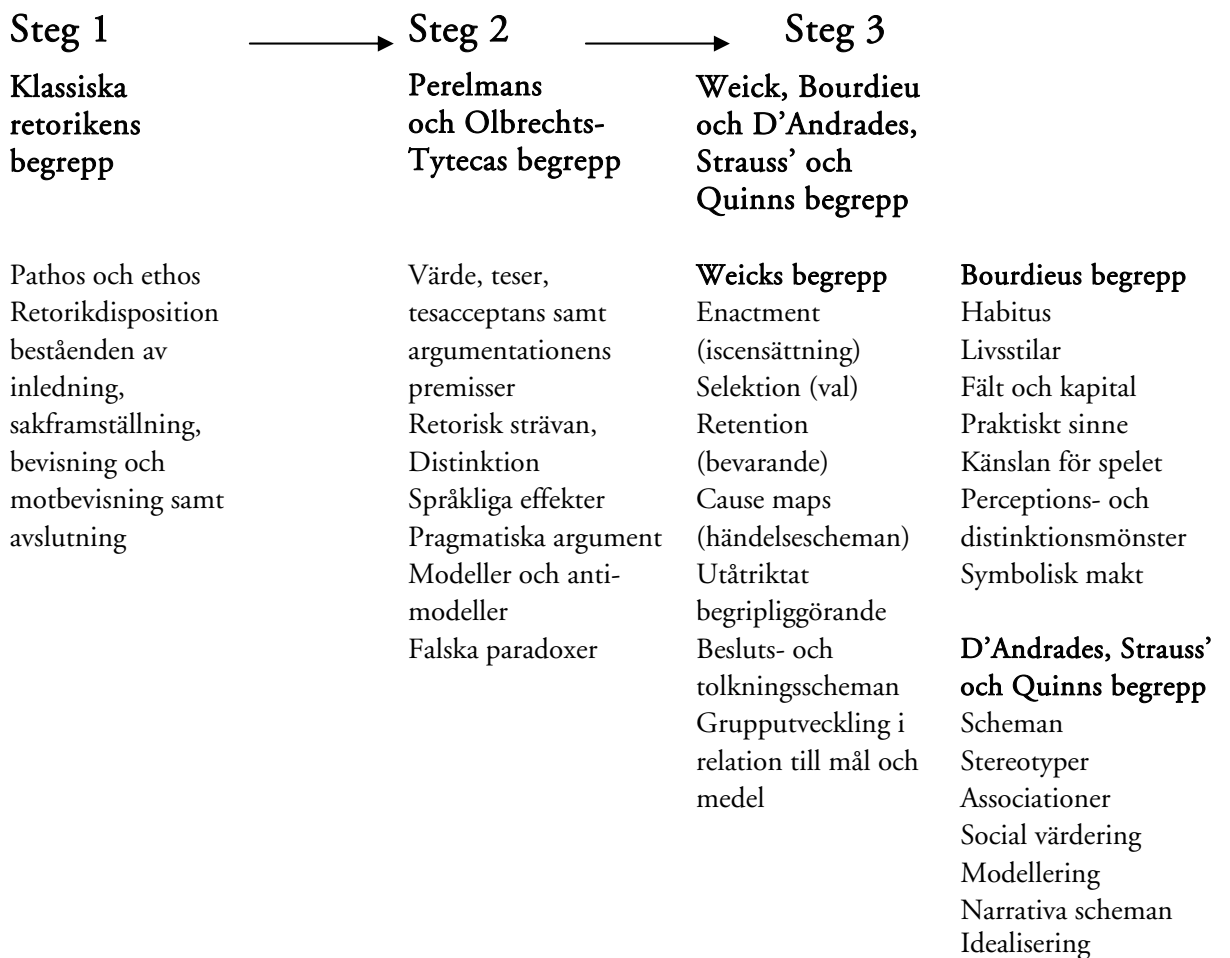 Steg 1
Steg 2
Steg 3
Klassiska
retorikens
begrepp
Perelmans
och Olbrechts-
Tytecas begrepp
Weick, Bourdieu
och D’Andrades,
Strauss’ och
Quinns begrepp
Pathos och ethos
Retorikdisposition
beståenden av
inledning,
sakframställning,
bevisning och
motbevisning samt
avslutning
Värde, teser,
tesacceptans samt
argumentationens
premisser
Retorisk strävan,
Distinktion
Språkliga effekter
Pragmatiska argument
Modeller och anti-
modeller
Falska paradoxer
Weicks begrepp
Enactment
(iscensättning)
Selektion (val)
Retention
(bevarande)
Cause maps
(händelsescheman)
Utåtriktat
begripliggörande
Besluts- och
tolkningsscheman
Grupputveckling i
relation till mål och
medel
Bourdieus begrepp
Habitus
Livsstilar
Fält och kapital
Praktiskt sinne
Känslan för spelet
Perceptions- och
distinktionsmönster
Symbolisk makt
D’Andrades, Strauss’
och Quinns begrepp
Scheman
Stereotyper
Associationer
Social värdering
Modellering
Narrativa scheman
Idealisering